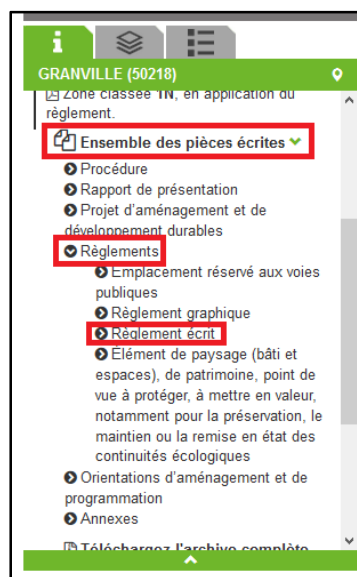 GRANVILLE (50218)
Zone classée 1N, en application du
règlement.
Ensemble des pièces écrites
Procédure
Rapport de présentation
Projet d'aménagement et de
développement durables
Règlements
Emplacement réservé aux voies
publiques
Règlement graphique
Règlement écrit
Élément de paysage (bâti et
espaces), de patrimoine, point de
vue à protéger, à mettre en valeur,
notamment pour la préservation, le
maintien ou la remise en état des
continuités écologiques
Orientations d'aménagement et de
programmation
Annexes
Téléchargez l'archive complète